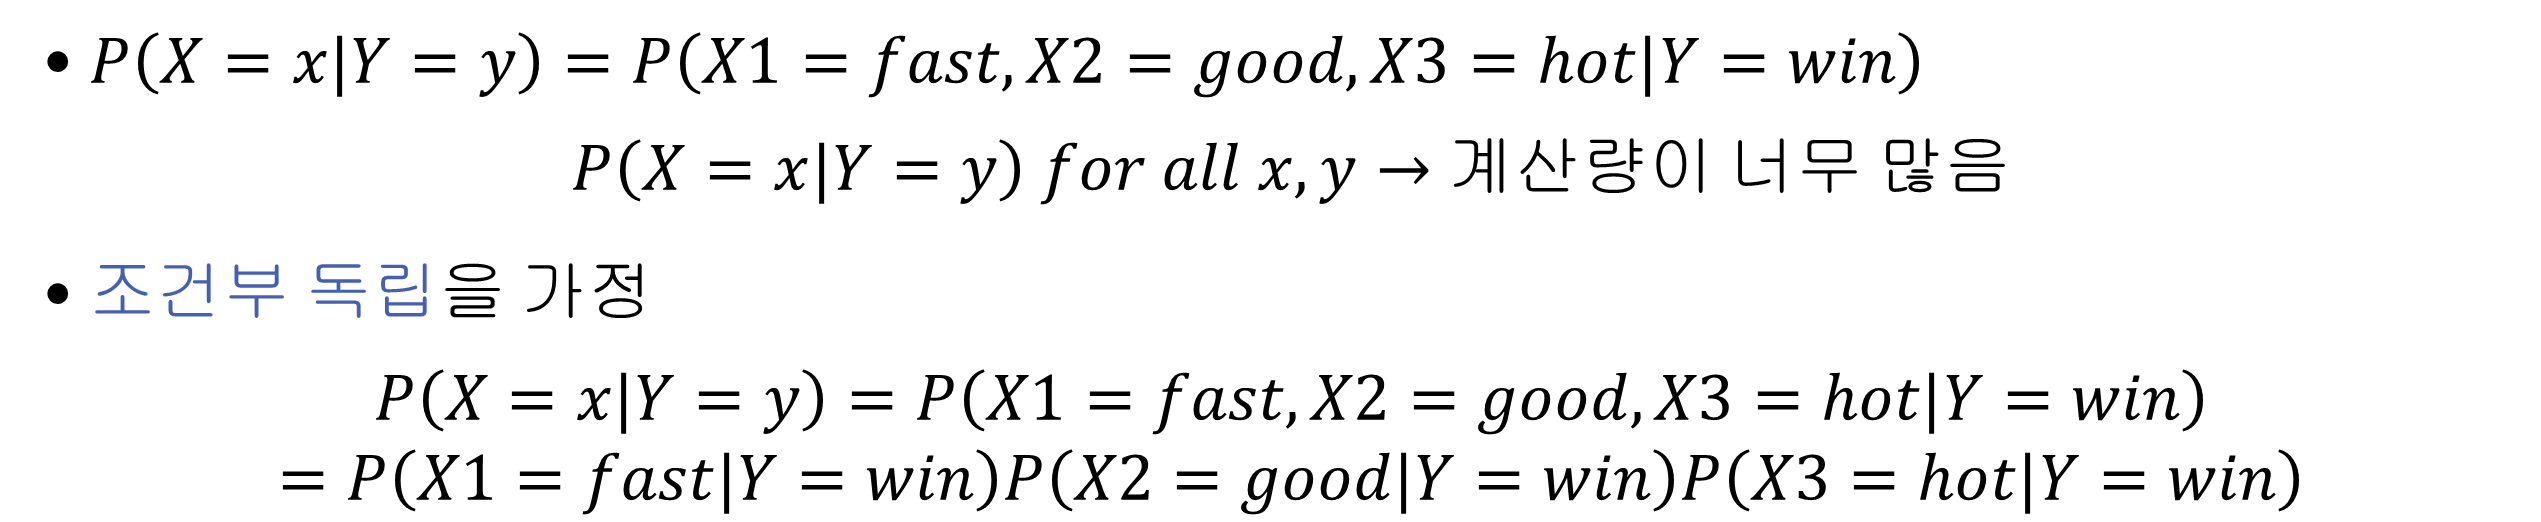 • P(X = x|Y = y) = P(X1 = fast, X2 = good, X3 = hot|Y = win)
P(X = x|Y = y) for all x, y → 계산량이 너무 많음
• 조건부 독립을 가정
P(X = x|Y = y) = P(X1 = fast, X2 = good, X3 = hot|Y = win)
= P(X1 = fast|Y = win)P(X2 = good|Y = win)P(X3 = hot|Y = win)